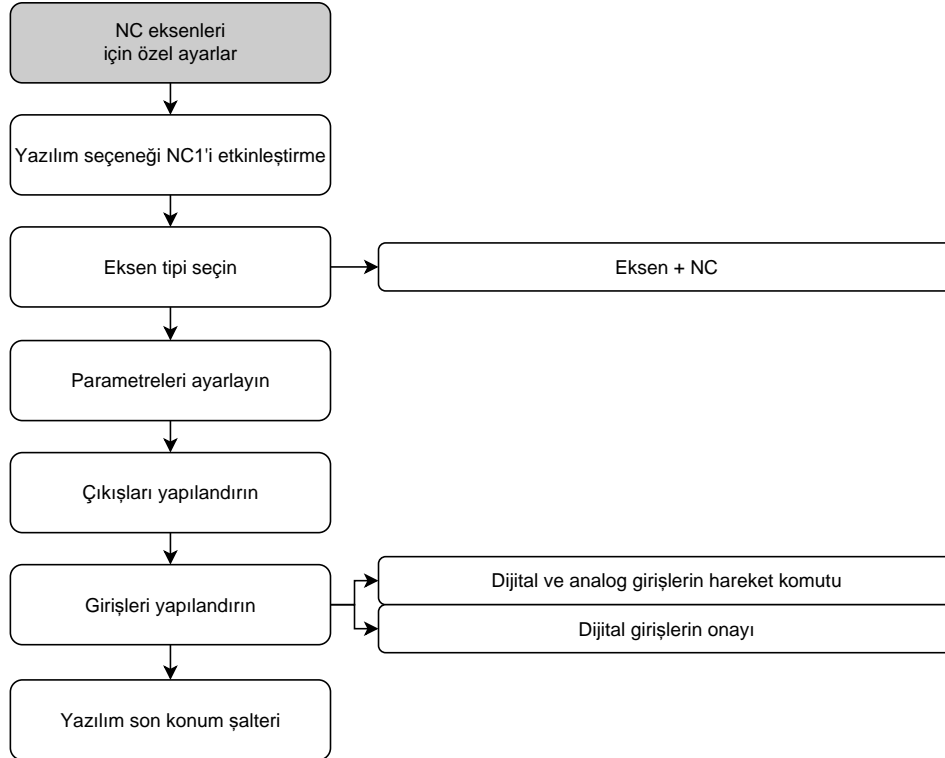 NC eksenleri
için özel ayarlar
Yazılım seçeneği NC1'i etkinleştirme
Eksen tipi seçin
Eksen + NC
Parametreleri ayarlayın
Çıkışları yapılandırın
Girişleri yapılandırın
Dijital ve analog girişlerin hareket komutu
Dijital girişlerin onayı
Yazılım son konum şalteri